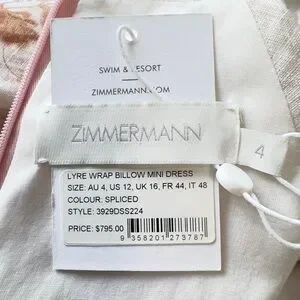 SWIM & RESORT
ZIMMERMANN.COM
ZIMMERMANN
4
LYRE WRAP BILLOW MINI DRESS
SIZE: AU 4, US 12, UK 16, FR 44, IT 48
COLOUR: SPLICED
STYLE: 3929DSS224
PRICE: $795.00
9 358201 273787